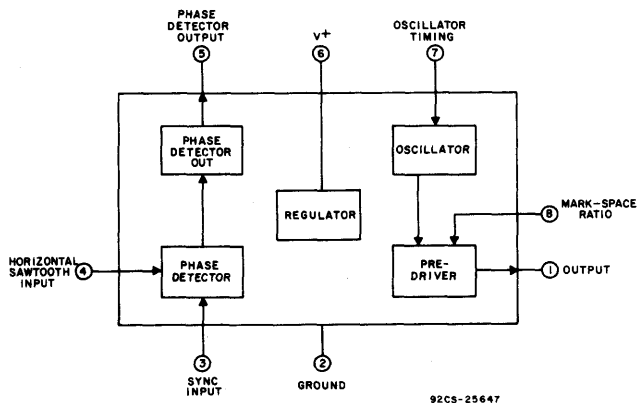 PHASE
DETECTOR
OUTPUT
5
V+
6
OSCILLATOR
TIMING
7
PHASE
DETECTOR
OUT
OSCILLATOR
REGULATOR
8
MARK-SPACE
RATIO
HORIZONTAL
SAWTOOTH
INPUT
4
PHASE
DETECTOR
PRE-
DRIVER
1
OUTPUT
3
SYNC
INPUT
2
GROUND
92CS-25647